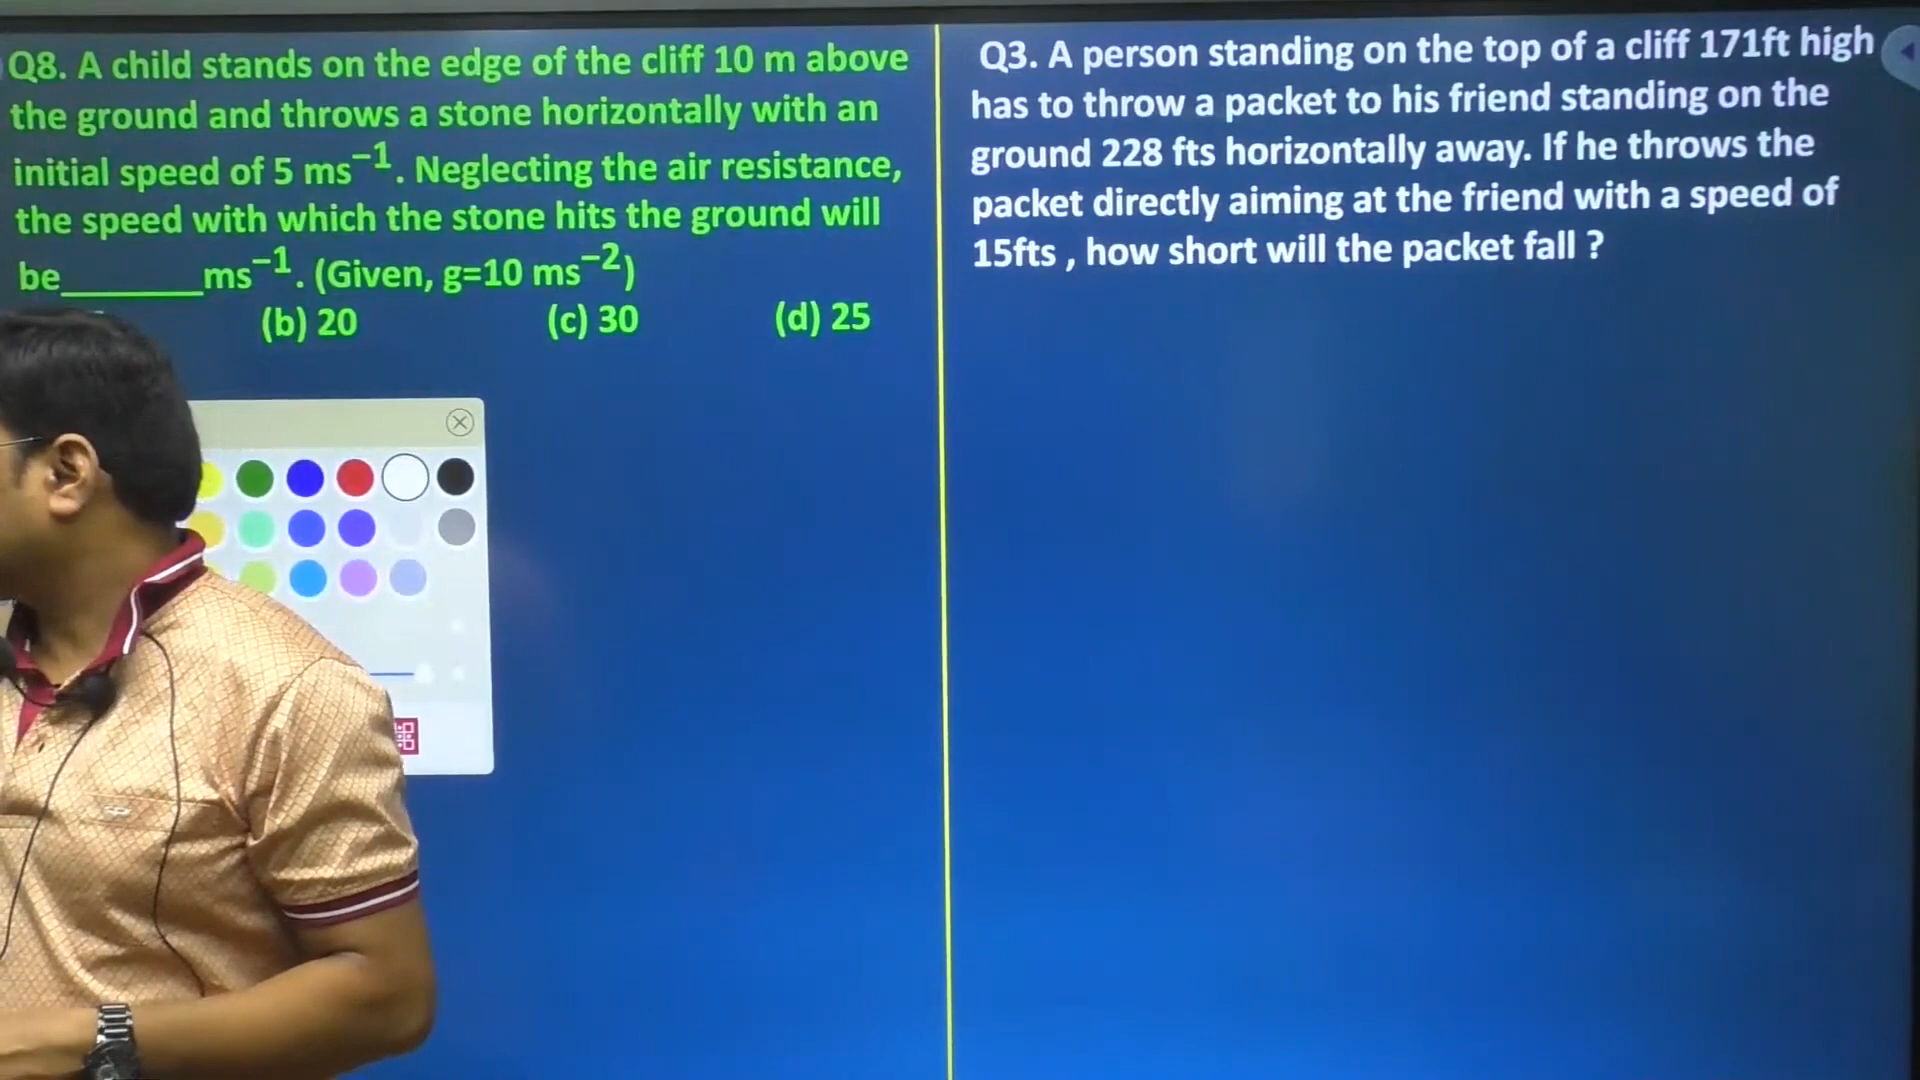 Q8. A child stands on the edge of the cliff 10 m above
the ground and throws a stone horizontally with an
initial speed of 5 ms⁻¹. Neglecting the air resistance,
the speed with which the stone hits the ground will
be_______ms⁻¹. (Given, g=10 ms⁻²)
(b) 20 (c) 30 (d) 25
Q3. A person standing on the top of a cliff 171ft high
has to throw a packet to his friend standing on the
ground 228 fts horizontally away. If he throws the
packet directly aiming at the friend with a speed of
15fts , how short will the packet fall ?